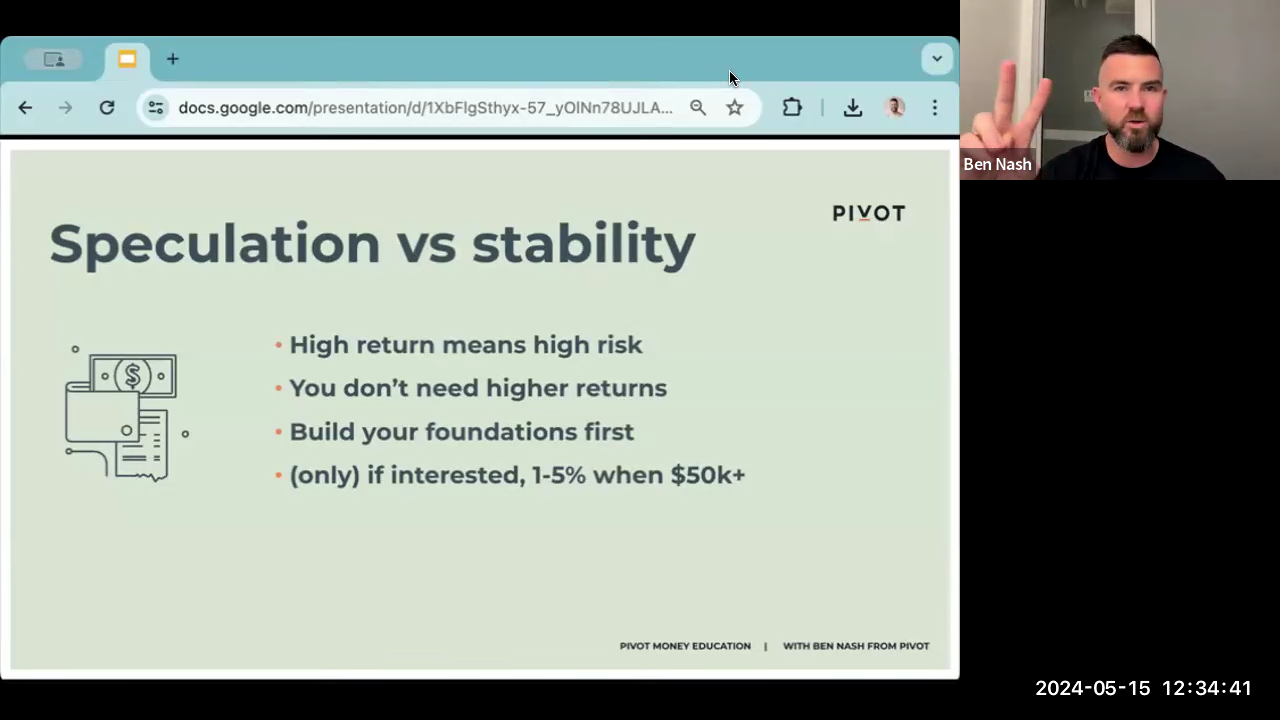 docs.google.com/presentation/d/1XbFIgSthyx-57_yOINn78UJLA...
Ben Nash
PIVOT
Speculation vs stability
$
• High return means high risk
• You don't need higher returns
• Build your foundations first
• (only) if interested, 1-5% when $50k+
PIVOT MONEY EDUCATION | WITH BEN NASH FROM PIVOT
2024-05-15 12:34:41